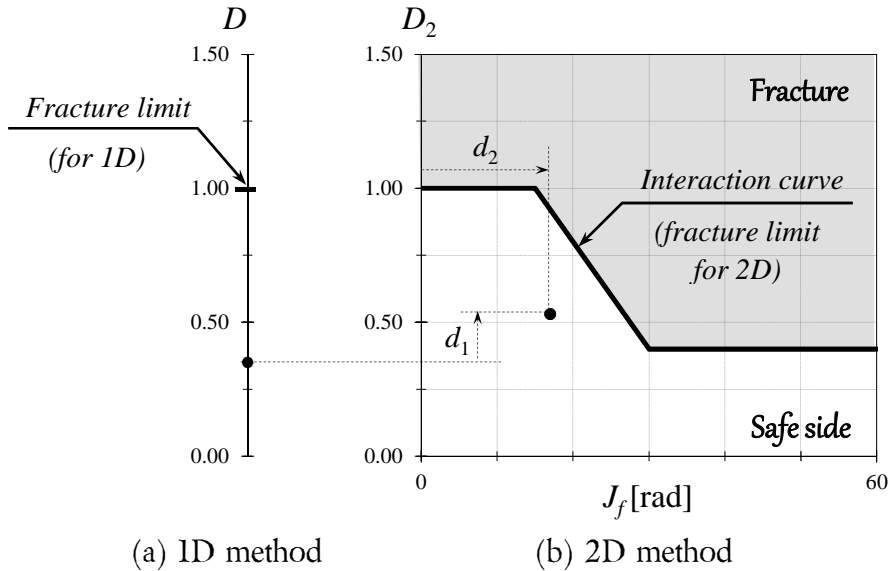 D
D2
1.50
1.50
Fracture
Fracture limit
(for 1D)
d2
1.00
1.00
Interaction curve
(fracture limit
for 2D)
0.50
0.50
d1
Safe side
0.00
0.00
0
60
Jf [rad]
(a) 1D method
(b) 2D method